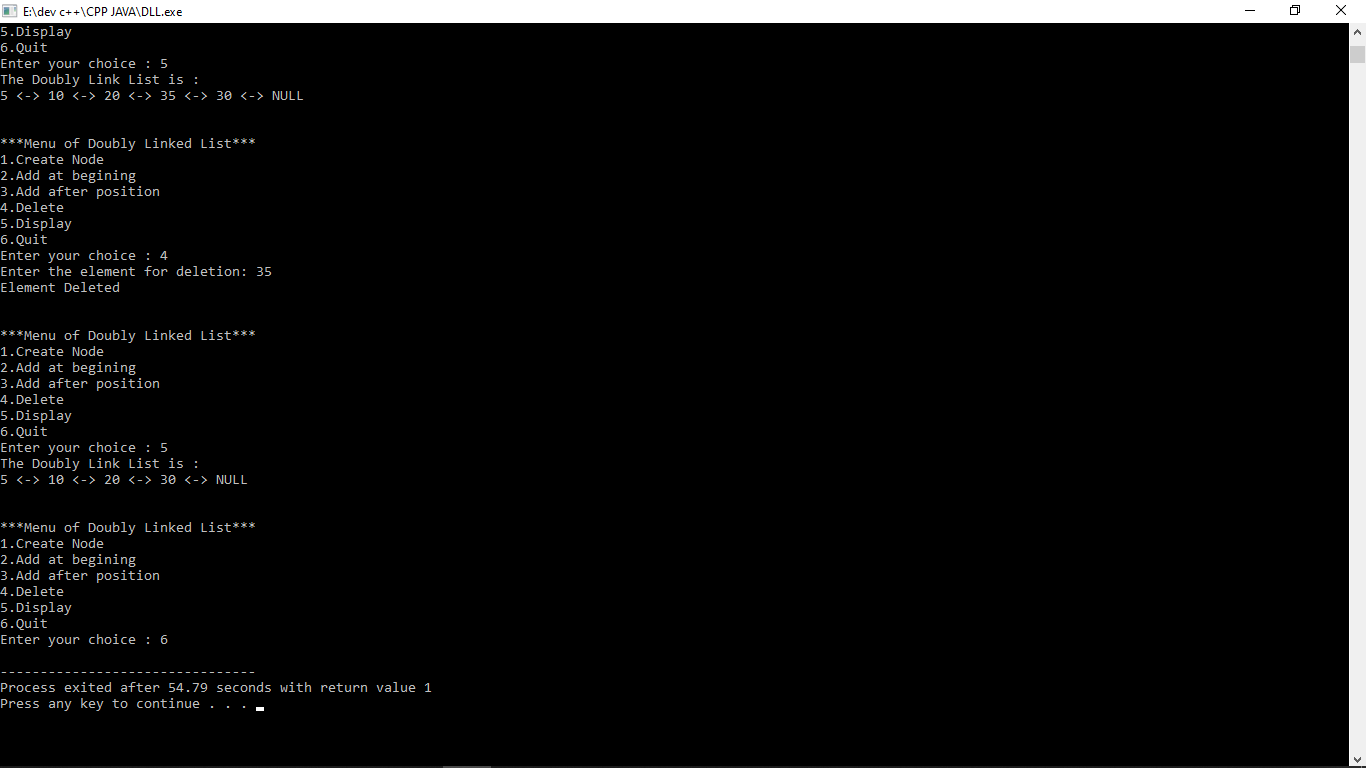 E:\dev c++\CPP JAVA\DLL.exe
5.Display
6.Quit
Enter your choice : 5
The Doubly Link List is :
5 <-> 10 <-> 20 <-> 35 <-> 30 <-> NULL
***Menu of Doubly Linked List***
1.Create Node
2.Add at begining
3.Add after position
4.Delete
5.Display
6.Quit
Enter your choice : 4
Enter the element for deletion: 35
Element Deleted
***Menu of Doubly Linked List***
1.Create Node
2.Add at begining
3.Add after position
4.Delete
5.Display
6.Quit
Enter your choice : 5
The Doubly Link List is :
5 <-> 10 <-> 20 <-> 30 <-> NULL
***Menu of Doubly Linked List***
1.Create Node
2.Add at begining
3.Add after position
4.Delete
5.Display
6.Quit
Enter your choice : 6
--------------------------------
Process exited after 54.79 seconds with return value 1
Press any key to continue . . .